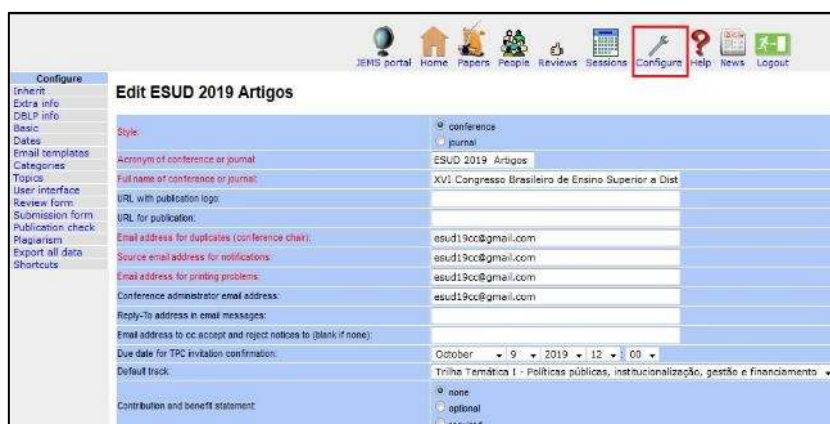 JEMS portal Home Papers People Reviews Sessions Configure Help News Logout
Configure
Inherit
Extra info
DBLP info
Basic
Dates
Email templates
Categories
Topics
User interface
Review form
Submission form
Publication check
Plagiarism
Export all data
Shortcuts
Edit ESUD 2019 Artigos
Style: conference
journal
Acronym of conference or journal: ESUD 2019 Artigos
Full name of conference or journal: XVI Congresso Brasileiro de Ensino Superior a Dist
URL with publication logo:
URL for publication:
Email address for duplicates (conference chair): esud19cc@gmail.com
Source email address for notifications: esud19cc@gmail.com
Email address for printing problems: esud19cc@gmail.com
Conference administrator email address: esud19cc@gmail.com
Reply-To address in email messages:
Email address to cc accept and reject notices to (blank if none):
Due date for TPC invitation confirmation: October 9 2019 12 : 00
Default track: Trilha Temática I - Políticas públicas, institucionalização, gestão e financiamento
Contribution and benefit statement: none
optional